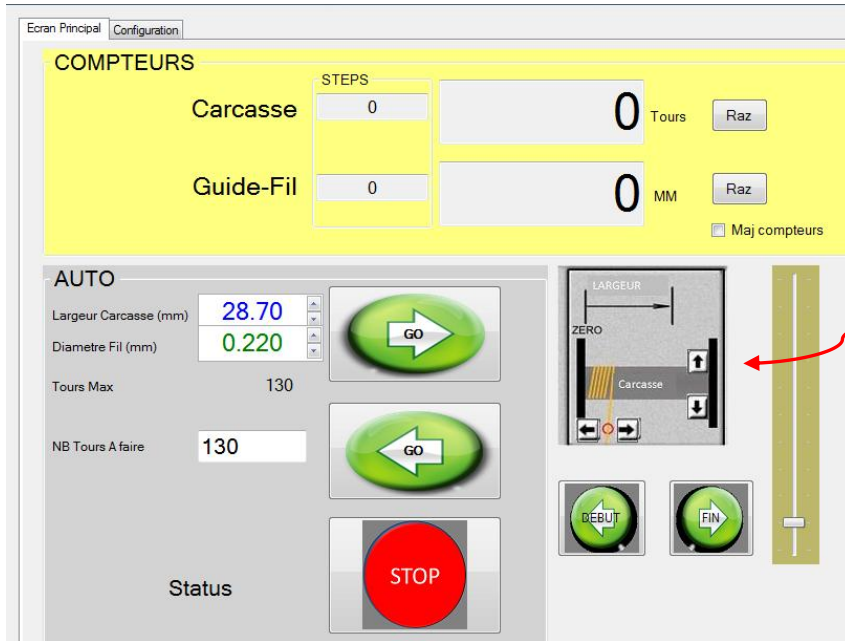 Ecran Principal
Configuration
COMPTEURS
STEPS
Carcasse
0
0
Tours
Raz
Guide-Fil
0
0
MM
Raz
Maj compteurs
AUTO
Largeur Carcasse (mm)
28.70
Diametre Fil (mm)
0.220
Tours Max
130
NB Tours A faire
130
GO
GO
STOP
Status
LARGEUR
ZERO
Carcasse
DEBUT
FIN